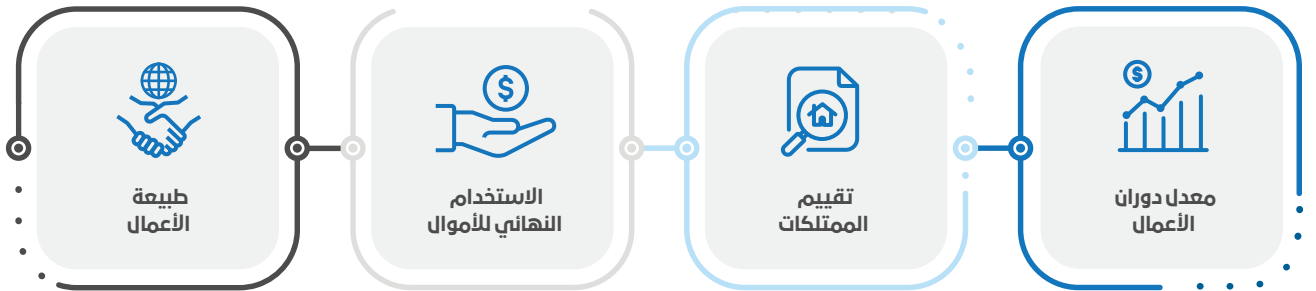 معدل دوران
الأعمال
تقييم
الممتلكات
الاستخدام
النهائي للأموال
طبيعة
الأعمال